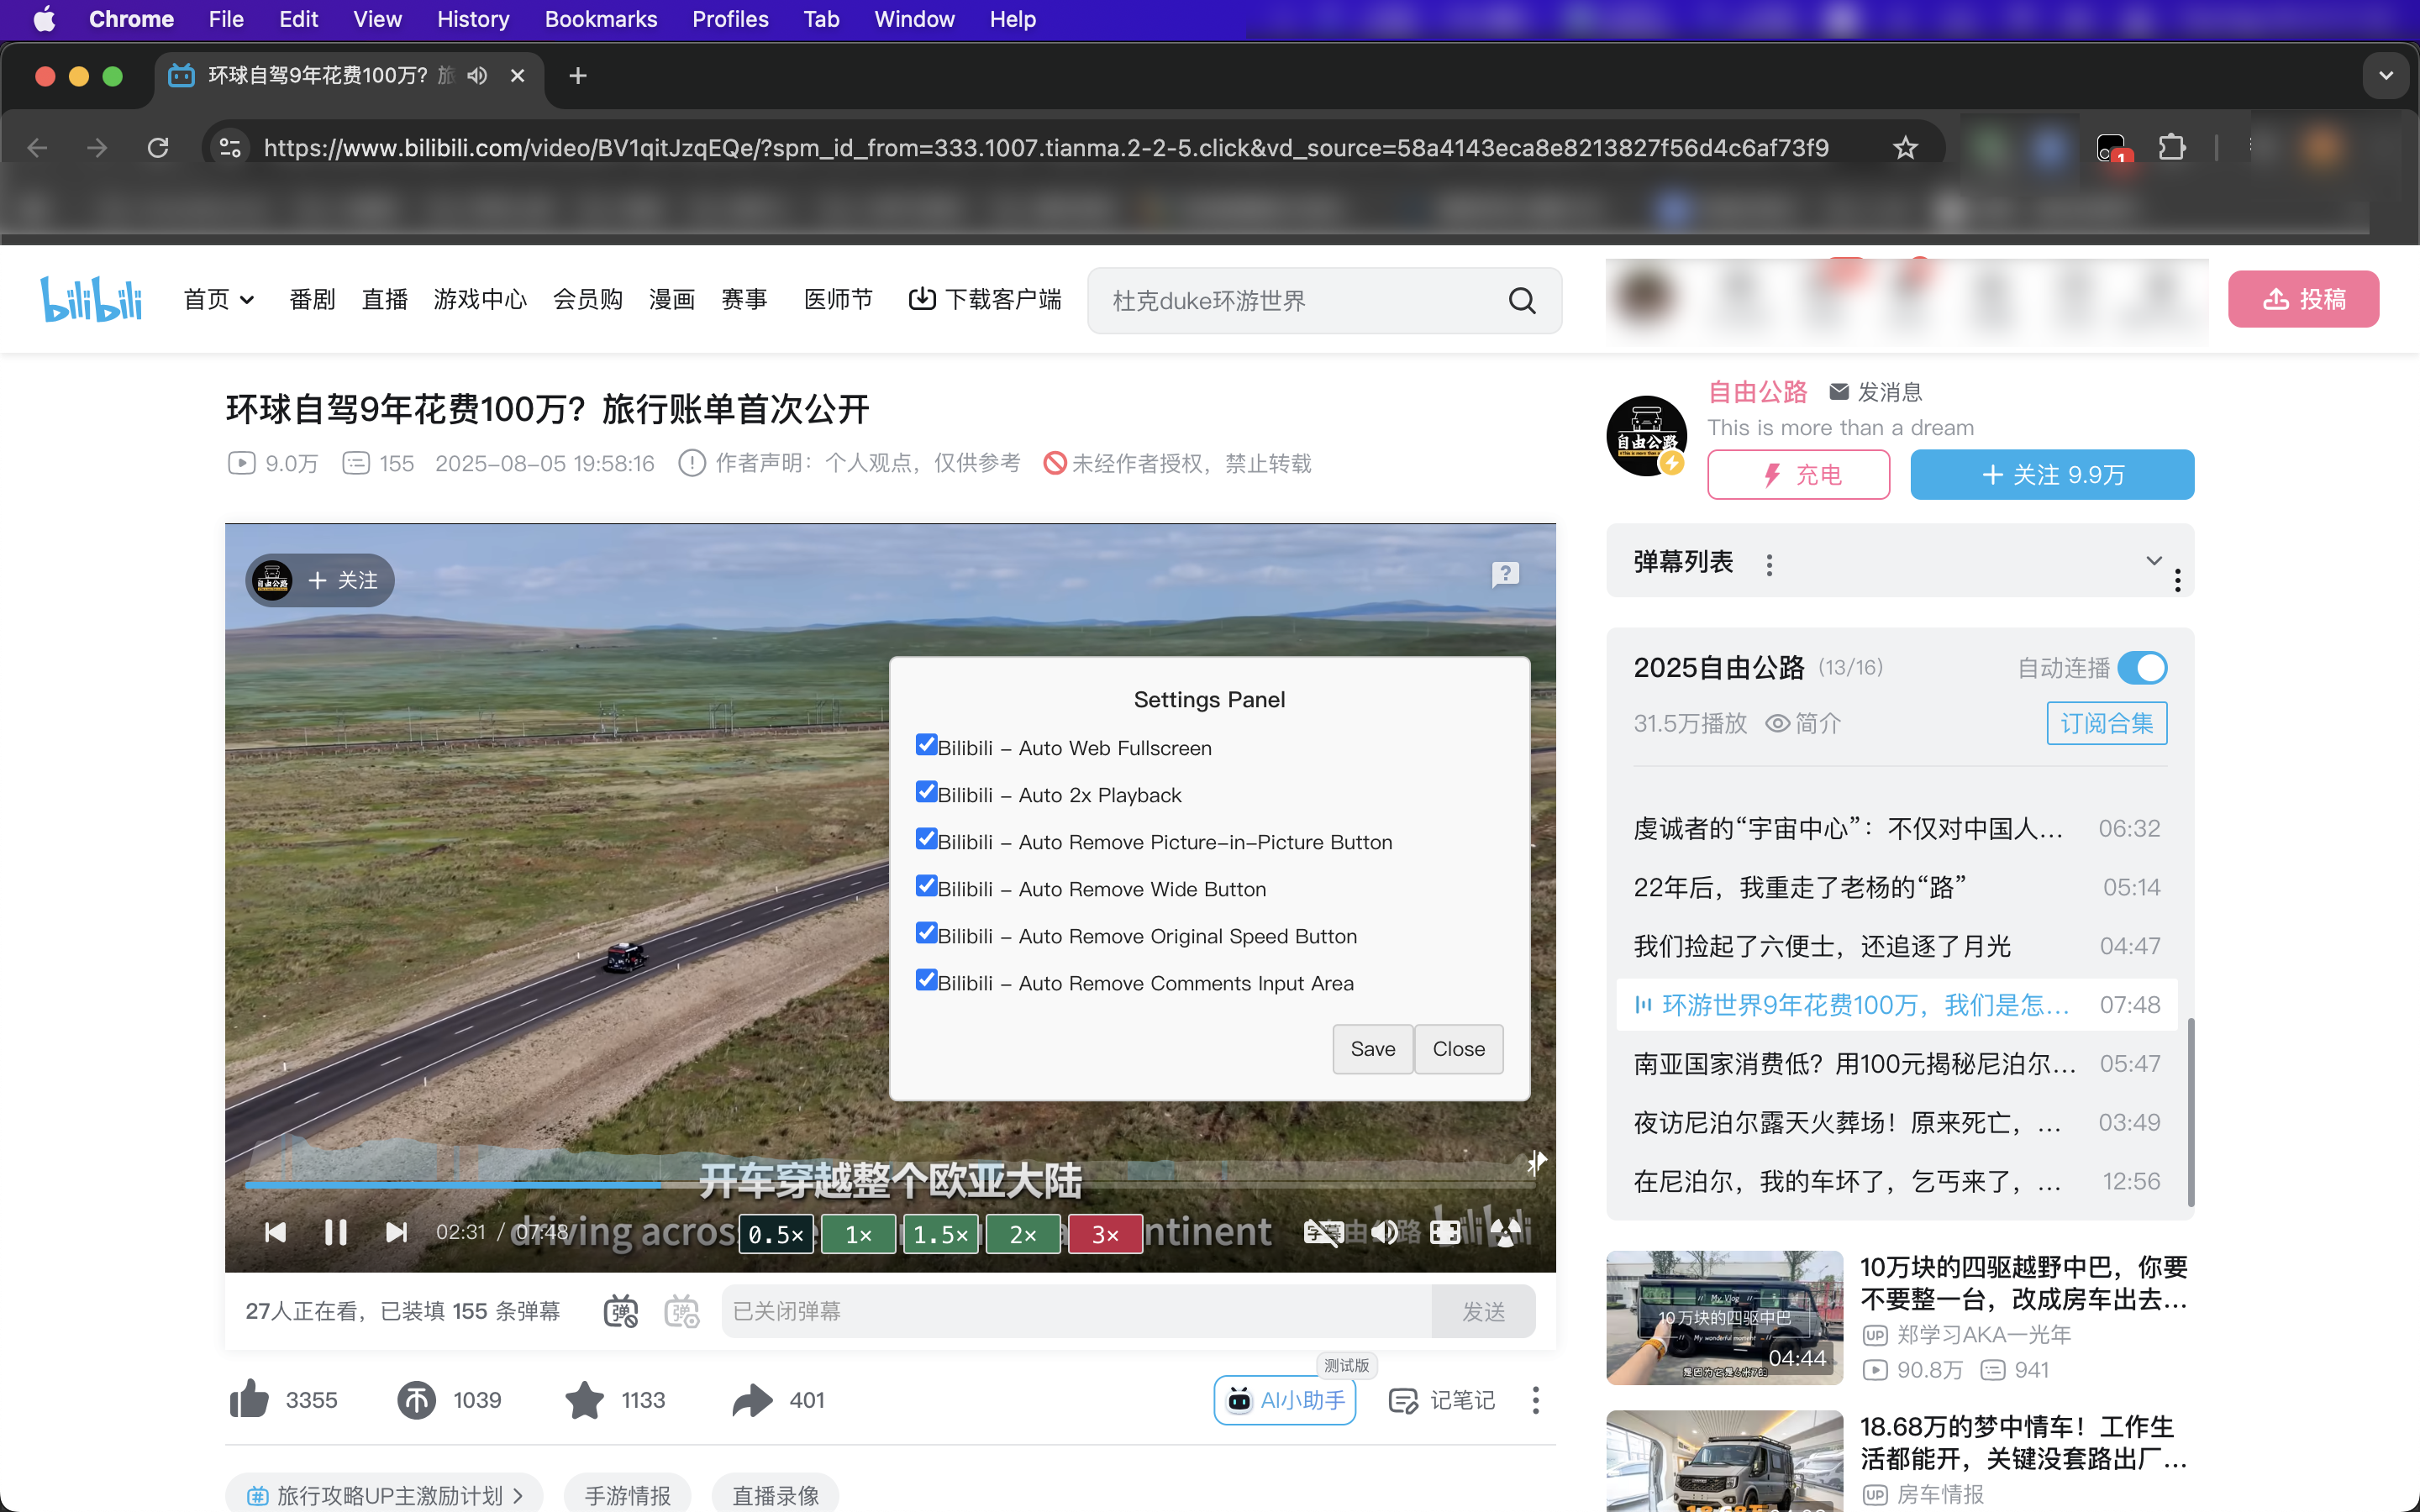 Chrome File Edit View History Bookmarks Profiles Tab Window Help
环球自驾9年花费100万？旅
https://www.bilibili.com/video/BV1qitJzqEQe/?spm_id_from=333.1007.tianma.2-2-5.click&vd_source=58a4143eca8e8213827f56d4c6af73f9
1
bilibili 首页 番剧 直播 游戏中心 会员购 漫画 赛事 医师节 下载客户端 杜克duke环游世界 投稿
环球自驾9年花费100万？旅行账单首次公开
9.0万 155 2025-08-05 19:58:16 作者声明：个人观点，仅供参考 未经作者授权，禁止转载
自由公路 发消息
This is more than a dream
自由公路
充电 + 关注 9.9万
自由公路 + 关注
?
Settings Panel
Bilibili - Auto Web Fullscreen
Bilibili - Auto 2x Playback
Bilibili - Auto Remove Picture-in-Picture Button
Bilibili - Auto Remove Wide Button
Bilibili - Auto Remove Original Speed Button
Bilibili - Auto Remove Comments Input Area
Save Close
开车穿越整个欧亚大陆
driving across
ntinent
02:31 / 07:48
0.5× 1× 1.5× 2× 3×
字幕
由公路 bilibili
27人正在看，已装填 155 条弹幕 弹 弹 已关闭弹幕 发送
3355 1039 1133 401
测试版
AI小助手 记笔记
旅行攻略UP主激励计划 > 手游情报 直播录像
弹幕列表
2025自由公路 (13/16) 自动连播
31.5万播放 简介 订阅合集
虔诚者的“宇宙中心”：不仅对中国人... 06:32
22年后，我重走了老杨的“路” 05:14
我们捡起了六便士，还追逐了月光 04:47
环游世界9年花费100万，我们是怎... 07:48
南亚国家消费低？用100元揭秘尼泊尔... 05:47
夜访尼泊尔露天火葬场！原来死亡，... 03:49
在尼泊尔，我的车坏了，乞丐来了，... 12:56
My Vlog
10万块的四驱中巴
My wonderful moment
04:44
10万块的四驱越野中巴，你要
不要整一台，改成房车出去...
UP 郑学习AKA一光年
90.8万 941
18.68万的梦中情车！工作生
活都能开，关键没套路出厂...
UP 房车情报